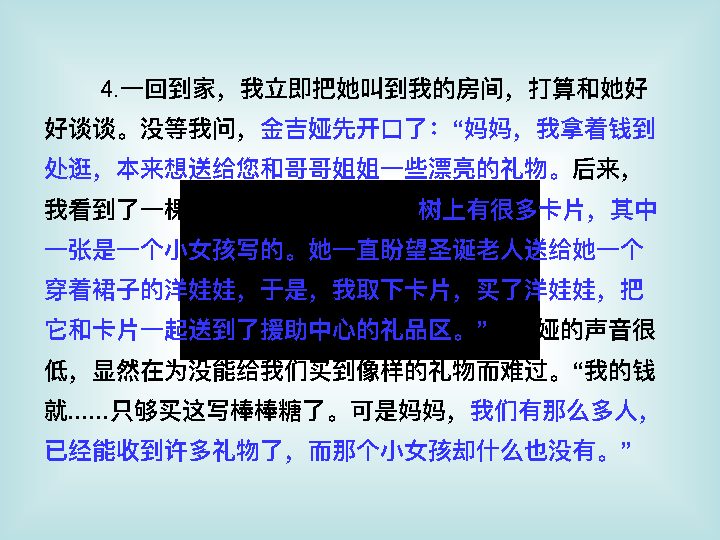 4.一回到家，我立即把她叫到我的房间，打算和她好
好谈谈。没等我问，金吉娅先开口了：“妈妈，我拿着钱到
处逛，本来想送给您和哥哥姐姐一些漂亮的礼物。后来，
我看到了一棵 树上有很多卡片，其中
一张是一个小女孩写的。她一直盼望圣诞老人送给她一个
穿着裙子的洋娃娃，于是，我取下卡片，买了洋娃娃，把
它和卡片一起送到了援助中心的礼品区。” 娅的声音很
低，显然在为没能给我们买到像样的礼物而难过。“我的钱
就......只够买这写棒棒糖了。可是妈妈，我们有那么多人，
已经能收到许多礼物了，而那个小女孩却什么也没有。”